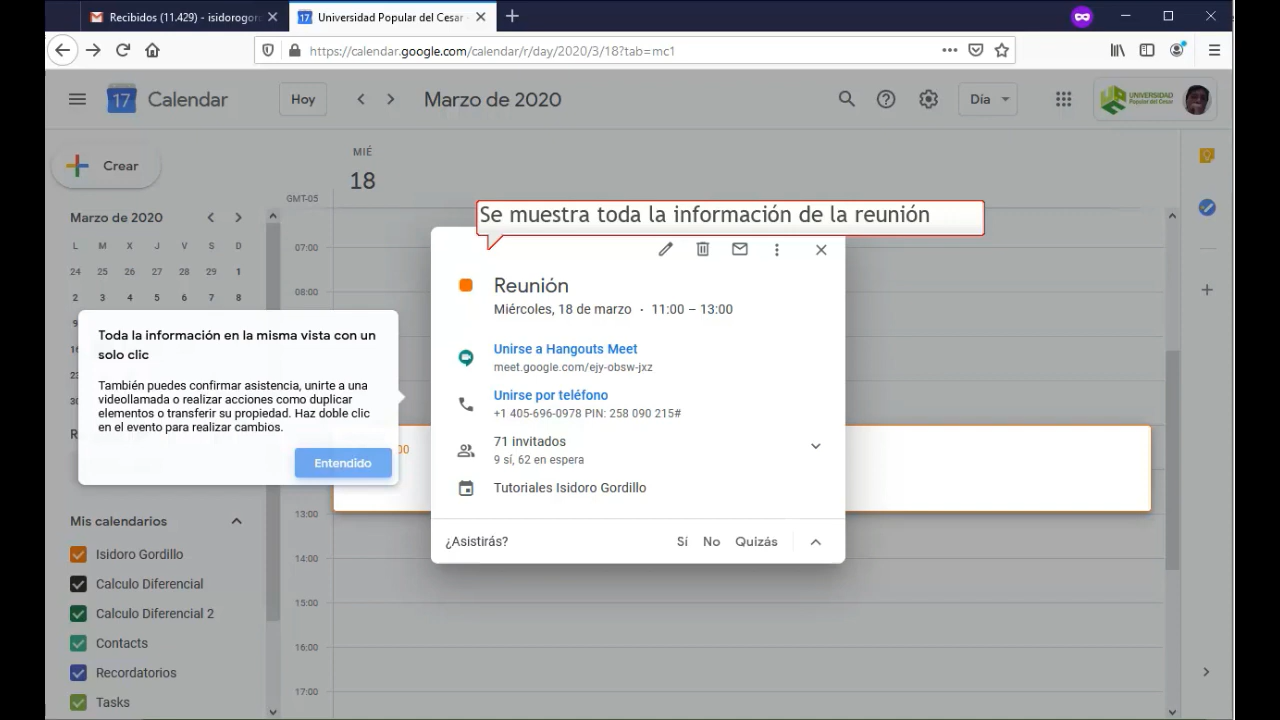 Recibidos (11.429) - isidorogor
Universidad Popular del Cesar -
https://calendar.google.com/calendar/r/day/2020/3/18?tab=mc1
17
Calendar
Hoy
Marzo de 2020
Día
UNIVERSIDAD
Popular del Cesar
Crear
MIÉ
18
GMT-05
Se muestra toda la información de la reunión
Marzo de 2020
L M X J V S D
24 25 26 27 28 29 1
2 3 4 5 6 7 8
07:00
08:00
Toda la información en la misma vista con un
solo clic
También puedes confirmar asistencia, unirte a una
videollamada o realizar acciones como duplicar
elementos o transferir su propiedad. Haz doble clic
en el evento para realizar cambios.
Entendido
Reunión
Miércoles, 18 de marzo · 11:00 – 13:00
Unirse a Hangouts Meet
meet.google.com/ejy-obsw-jxz
Unirse por teléfono
+1 405-696-0978 PIN: 258 090 215#
71 invitados
9 sí, 62 en espera
Tutoriales Isidoro Gordillo
¿Asistirás?
Sí No Quizás
Mis calendarios
Isidoro Gordillo
Calculo Diferencial
Calculo Diferencial 2
Contacts
Recordatorios
Tasks
13:00
14:00
15:00
16:00
17:00